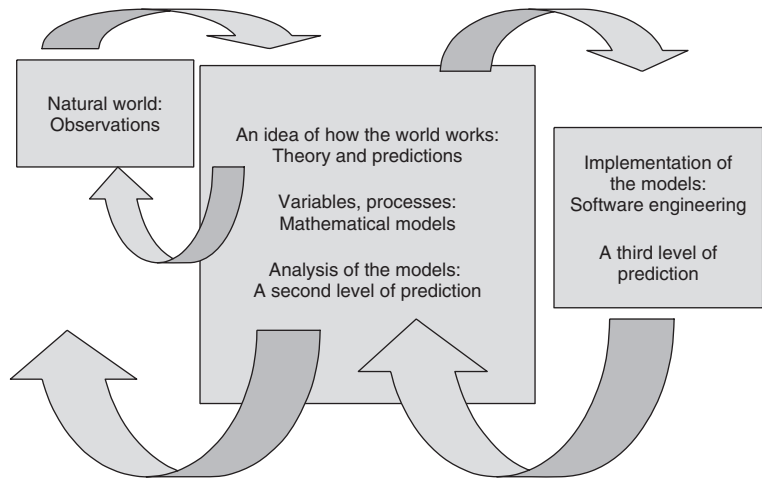 Natural world:
Observations
An idea of how the world works:
Theory and predictions
Variables, processes:
Mathematical models
Analysis of the models:
A second level of prediction
Implementation of
the models:
Software engineering
A third level of
prediction